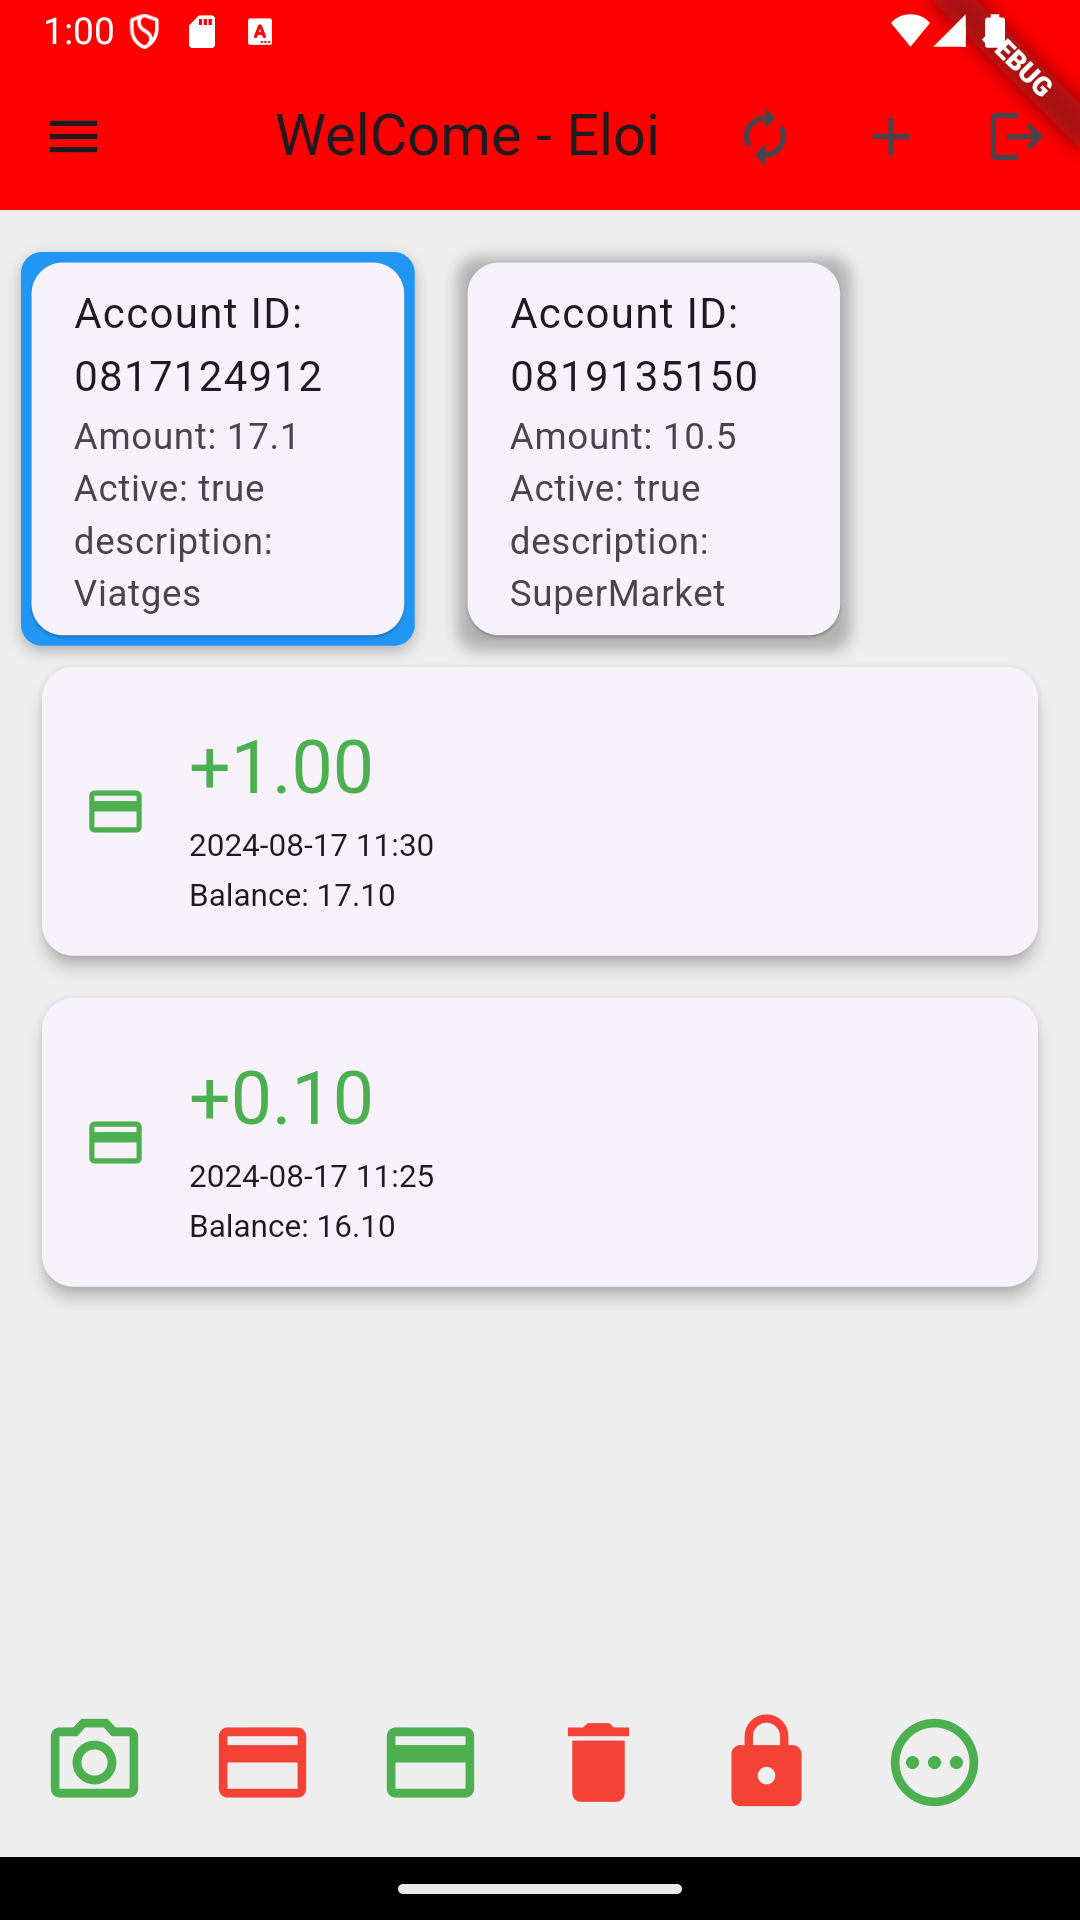 1:00
EBUG
WelCome - Eloi
Account ID:
0817124912
Amount: 17.1
Active: true
description:
Viatges
Account ID:
0819135150
Amount: 10.5
Active: true
description:
SuperMarket
+1.00
2024-08-17 11:30
Balance: 17.10
+0.10
2024-08-17 11:25
Balance: 16.10